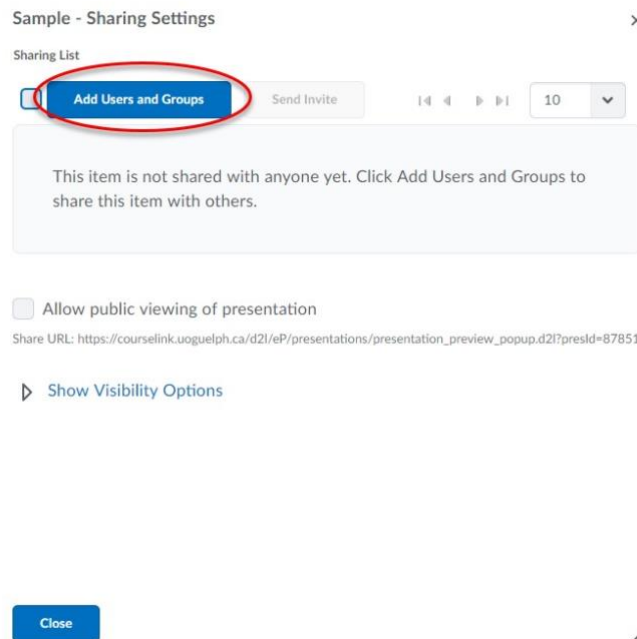 Sample - Sharing Settings
Sharing List
Add Users and Groups Send Invite 10
This item is not shared with anyone yet. Click Add Users and Groups to
share this item with others.
Allow public viewing of presentation
Share URL: https://courselink.uoguelph.ca/d2l/eP/presentations/presentation_preview_popup.d2l?presId=87851
Show Visibility Options
Close